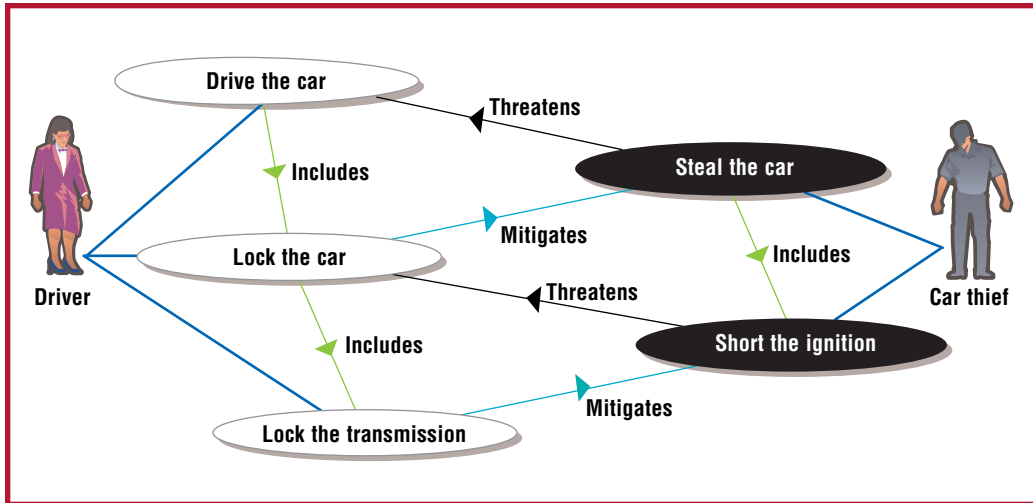 Drive the car
Threatens
Steal the car
Includes
Mitigates
Lock the car
Includes
Driver
Threatens
Car thief
Short the ignition
Includes
Mitigates
Lock the transmission